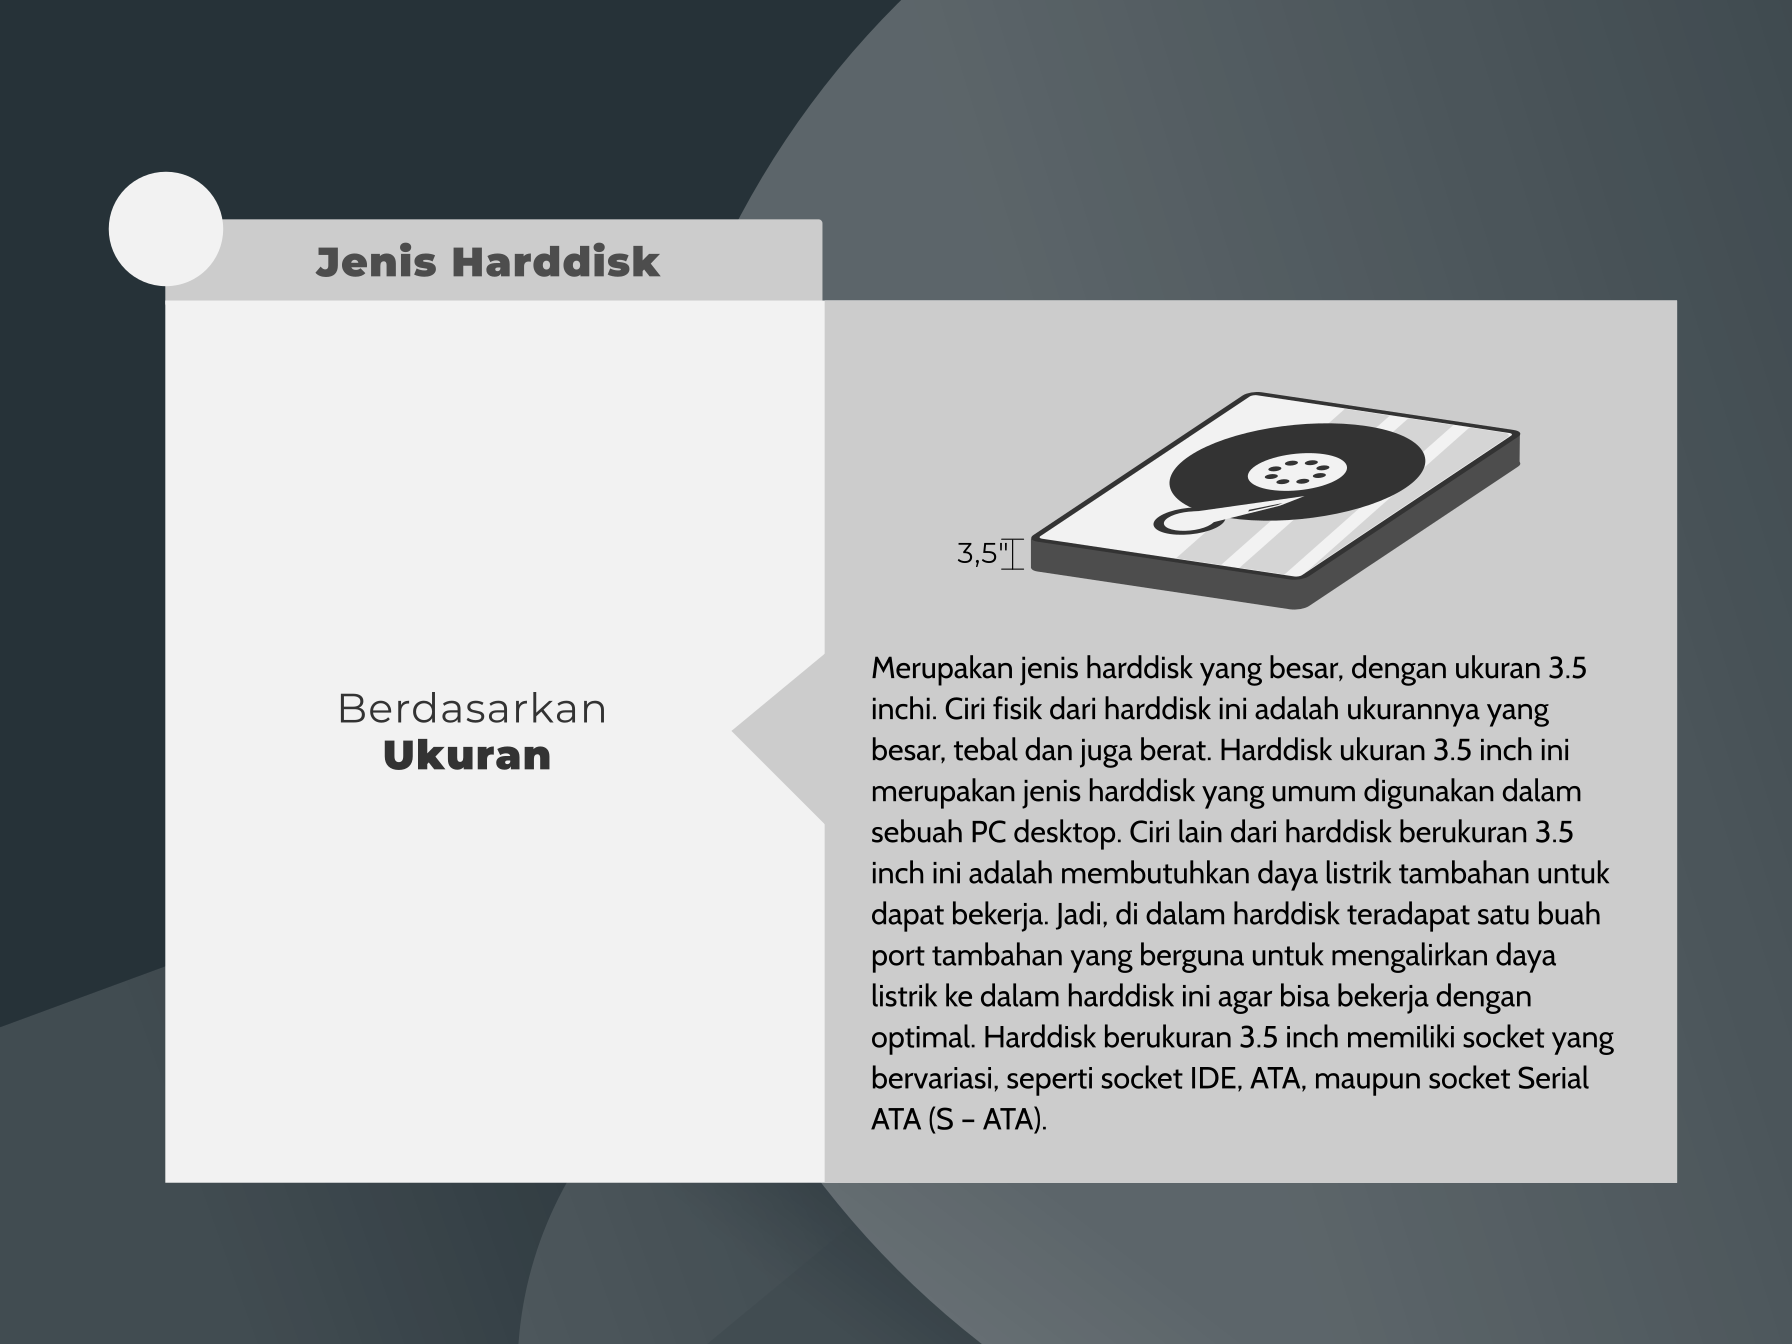 Jenis Harddisk
Berdasarkan
Ukuran
3,5"
Merupakan jenis harddisk yang besar, dengan ukuran 3.5
inchi. Ciri fisik dari harddisk ini adalah ukurannya yang
besar, tebal dan juga berat. Harddisk ukuran 3.5 inch ini
merupakan jenis harddisk yang umum digunakan dalam
sebuah PC desktop. Ciri lain dari harddisk berukuran 3.5
inch ini adalah membutuhkan daya listrik tambahan untuk
dapat bekerja. Jadi, di dalam harddisk teradapat satu buah
port tambahan yang berguna untuk mengalirkan daya
listrik ke dalam harddisk ini agar bisa bekerja dengan
optimal. Harddisk berukuran 3.5 inch memiliki socket yang
bervariasi, seperti socket IDE, ATA, maupun socket Serial
ATA (S – ATA).